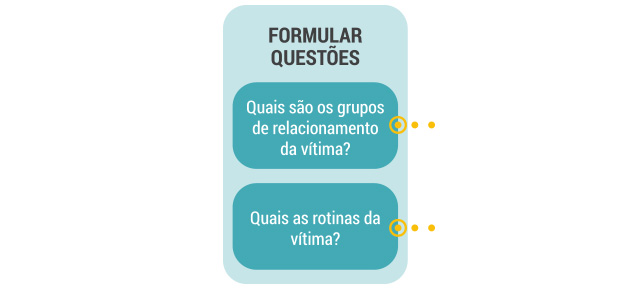 FORMULAR
QUESTÕES
Quais são os grupos
de relacionamento
da vítima?
Quais as rotinas da
vítima?